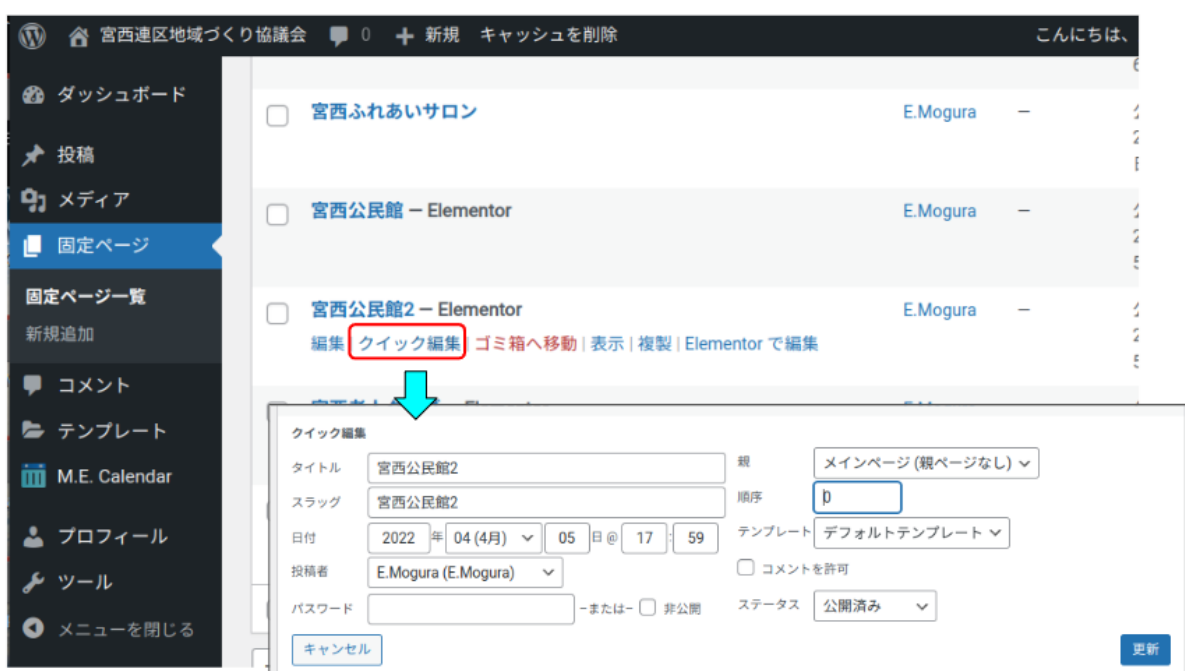 宮西連区地域づくり協議会 0 新規 キャッシュを削除 こんにちは、
ダッシュボード
投稿
メディア
固定ページ
固定ページ一覧
新規追加
コメント
テンプレート
M.E. Calendar
プロフィール
ツール
メニューを閉じる
宮西ふれあいサロン E.Mogura —
宮西公民館 — Elementor E.Mogura —
宮西公民館2 — Elementor E.Mogura —
編集 | クイック編集 | ゴミ箱へ移動 | 表示 | 複製 | Elementor で編集
クイック編集
タイトル 宮西公民館2
スラッグ 宮西公民館2
日付 2022 年 04 (4月) 05 日 @ 17 : 59
投稿者 E.Mogura (E.Mogura)
パスワード –または– 非公開
親 メインページ (親ページなし)
順序 0
テンプレート デフォルトテンプレート
コメントを許可
ステータス 公開済み
キャンセル 更新